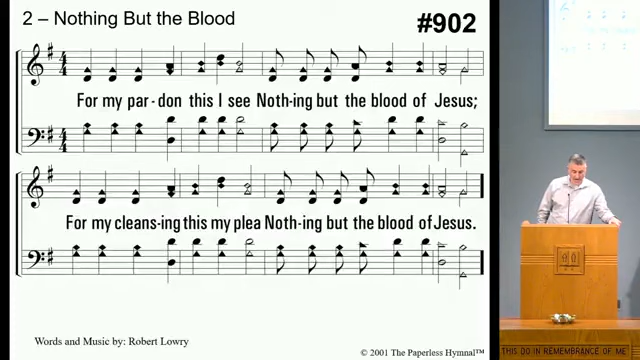 2 – Nothing But the Blood
#902
For my par - don this I see Noth-ing but the blood of Jesus;
For my cleans-ing this my plea Noth-ing but the blood of Jesus.
Words and Music by: Robert Lowry
© 2001 The Paperless Hymnal™
THIS DO IN REMEMBRANCE OF ME